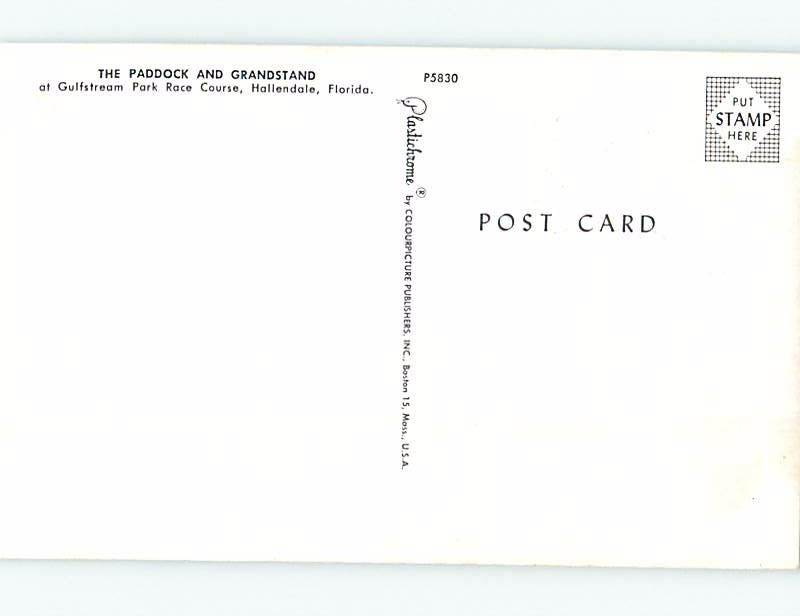 THE PADDOCK AND GRANDSTAND
at Gulfstream Park Race Course, Hallendale, Florida.
P5830
Plastichrome ® by COLOURPICTURE PUBLISHERS, INC., Boston 15, Mass., U.S.A.
PUT
STAMP
HERE
POST CARD